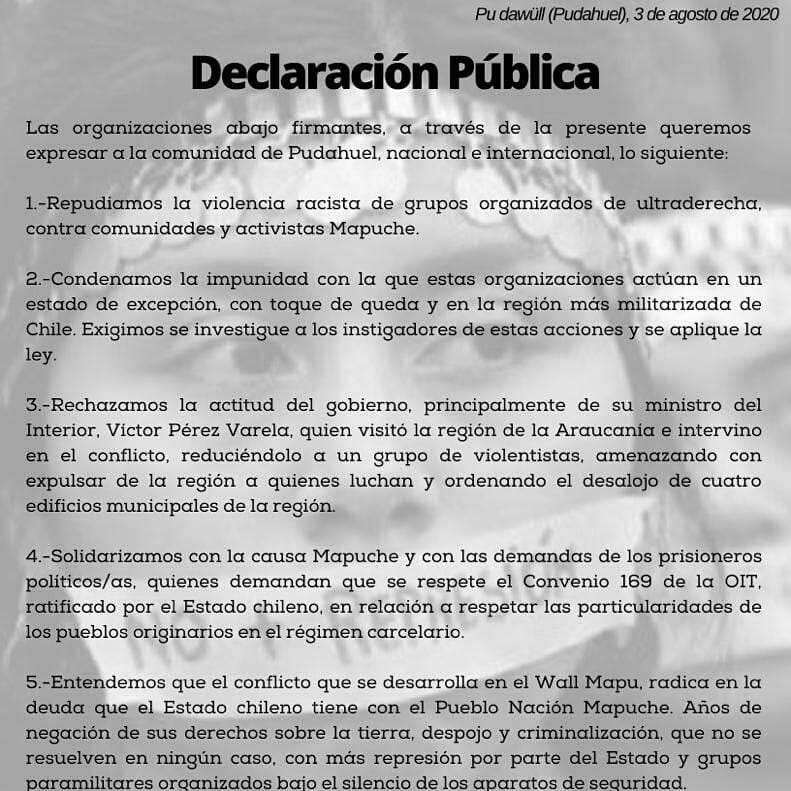 Pu dawüll (Pudahuel), 3 de agosto de 2020
Declaración Pública
Las organizaciones abajo firmantes, a través de la presente queremos
expresar a la comunidad de Pudahuel, nacional e internacional, lo siguiente:
1.-Repudiamos la violencia racista de grupos organizados de ultraderecha,
contra comunidades y activistas Mapuche.
2.-Condenamos la impunidad con la que estas organizaciones actúan en un
estado de excepción, con toque de queda y en la región más militarizada de
Chile. Exigimos se investigue a los instigadores de estas acciones y se aplique la
ley.
3.-Rechazamos la actitud del gobierno, principalmente de su ministro del
Interior, Víctor Pérez Varela, quien visitó la región de la Araucanía e intervino
en el conflicto, reduciéndolo a un grupo de violentistas, amenazando con
expulsar de la región a quienes luchan y ordenando el desalojo de cuatro
edificios municipales de la región.
4.-Solidarizamos con la causa Mapuche y con las demandas de los prisioneros
políticos/as, quienes demandan que se respete el Convenio 169 de la OIT,
ratificado por el Estado chileno, en relación a respetar las particularidades de
los pueblos originarios en el régimen carcelario.
NO + REPRESIÓN
5.-Entendemos que el conflicto que se desarrolla en el Wall Mapu, radica en la
deuda que el Estado chileno tiene con el Pueblo Nación Mapuche. Años de
negación de sus derechos sobre la tierra, despojo y criminalización, que no se
resuelven en ningún caso, con más represión por parte del Estado y grupos
paramilitares organizados bajo el silencio de los aparatos de seguridad.